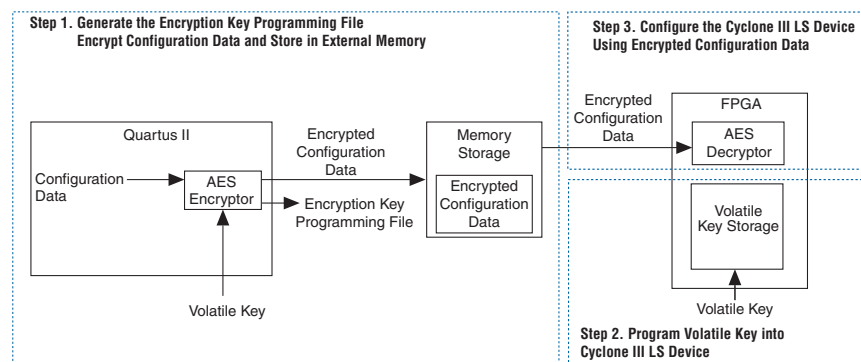 Step 1. Generate the Encryption Key Programming File
Encrypt Configuration Data and Store in External Memory
Quartus II
Configuration
Data
AES
Encryptor
Volatile Key
Encrypted
Configuration
Data
Encryption Key
Programming File
Memory
Storage
Encrypted
Configuration
Data
Step 3. Configure the Cyclone III LS Device
Using Encrypted Configuration Data
Encrypted
Configuration
Data
FPGA
AES
Decryptor
Volatile
Key Storage
Volatile Key
Step 2. Program Volatile Key into
Cyclone III LS Device